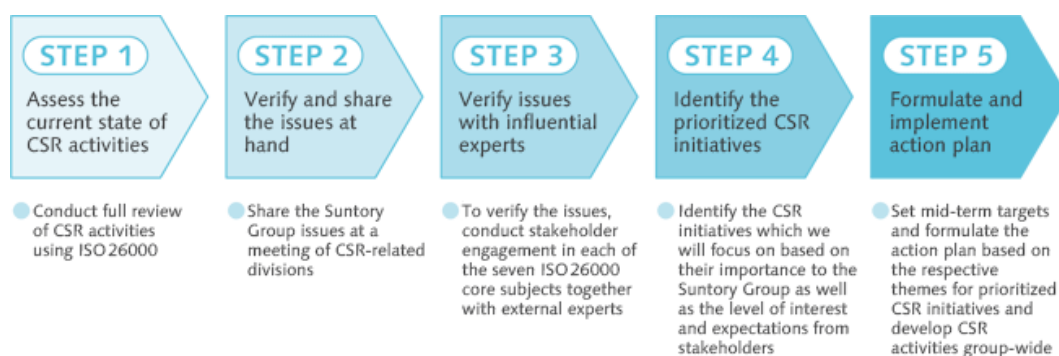 STEP 1
Assess the
current state of
CSR activities
Conduct full review
of CSR activities
using ISO 26000
STEP 2
Verify and share
the issues at
hand
Share the Suntory
Group issues at a
meeting of CSR-related
divisions
STEP 3
Verify issues
with influential
experts
To verify the issues,
conduct stakeholder
engagement in each of
the seven ISO 26000
core subjects together
with external experts
STEP 4
Identify the
prioritized CSR
initiatives
Identify the CSR
initiatives which we
will focus on based on
their importance to the
Suntory Group as well
as the level of interest
and expectations from
stakeholders
STEP 5
Formulate and
implement
action plan
Set mid-term targets
and formulate the
action plan based on
the respective
themes for prioritized
CSR initiatives and
develop CSR
activities group-wide